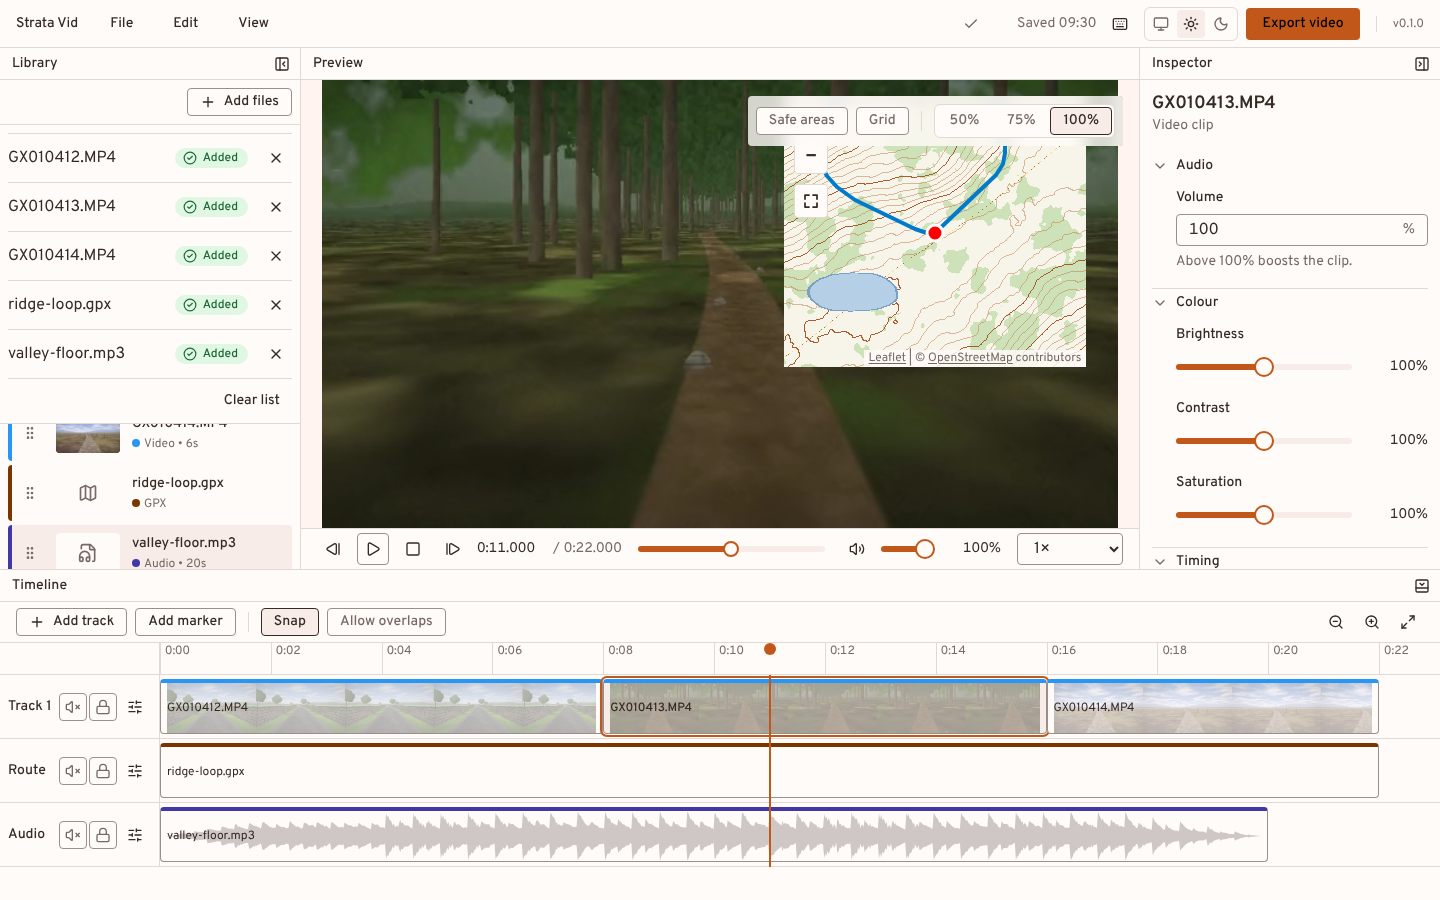 Strata Vid File Edit View Saved 09:30 Export video v0.1.0
Library
Add files
GX010412.MP4 Added
GX010413.MP4 Added
GX010414.MP4 Added
ridge-loop.gpx Added
valley-floor.mp3 Added
Clear list
GX010414.MP4
Video • 6s
ridge-loop.gpx
GPX
valley-floor.mp3
Audio • 20s
Preview
Safe areas Grid 50% 75% 100%
Leaflet | © OpenStreetMap contributors
0:11.000 / 0:22.000 100% 1×
Inspector
GX010413.MP4
Video clip
Audio
Volume
100 %
Above 100% boosts the clip.
Colour
Brightness
100%
Contrast
100%
Saturation
100%
Timing
Timeline
Add track Add marker Snap Allow overlaps
0:00 0:02 0:04 0:06 0:08 0:10 0:12 0:14 0:16 0:18 0:20 0:22
Track 1 GX010412.MP4 GX010413.MP4 GX010414.MP4
Route ridge-loop.gpx
Audio valley-floor.mp3